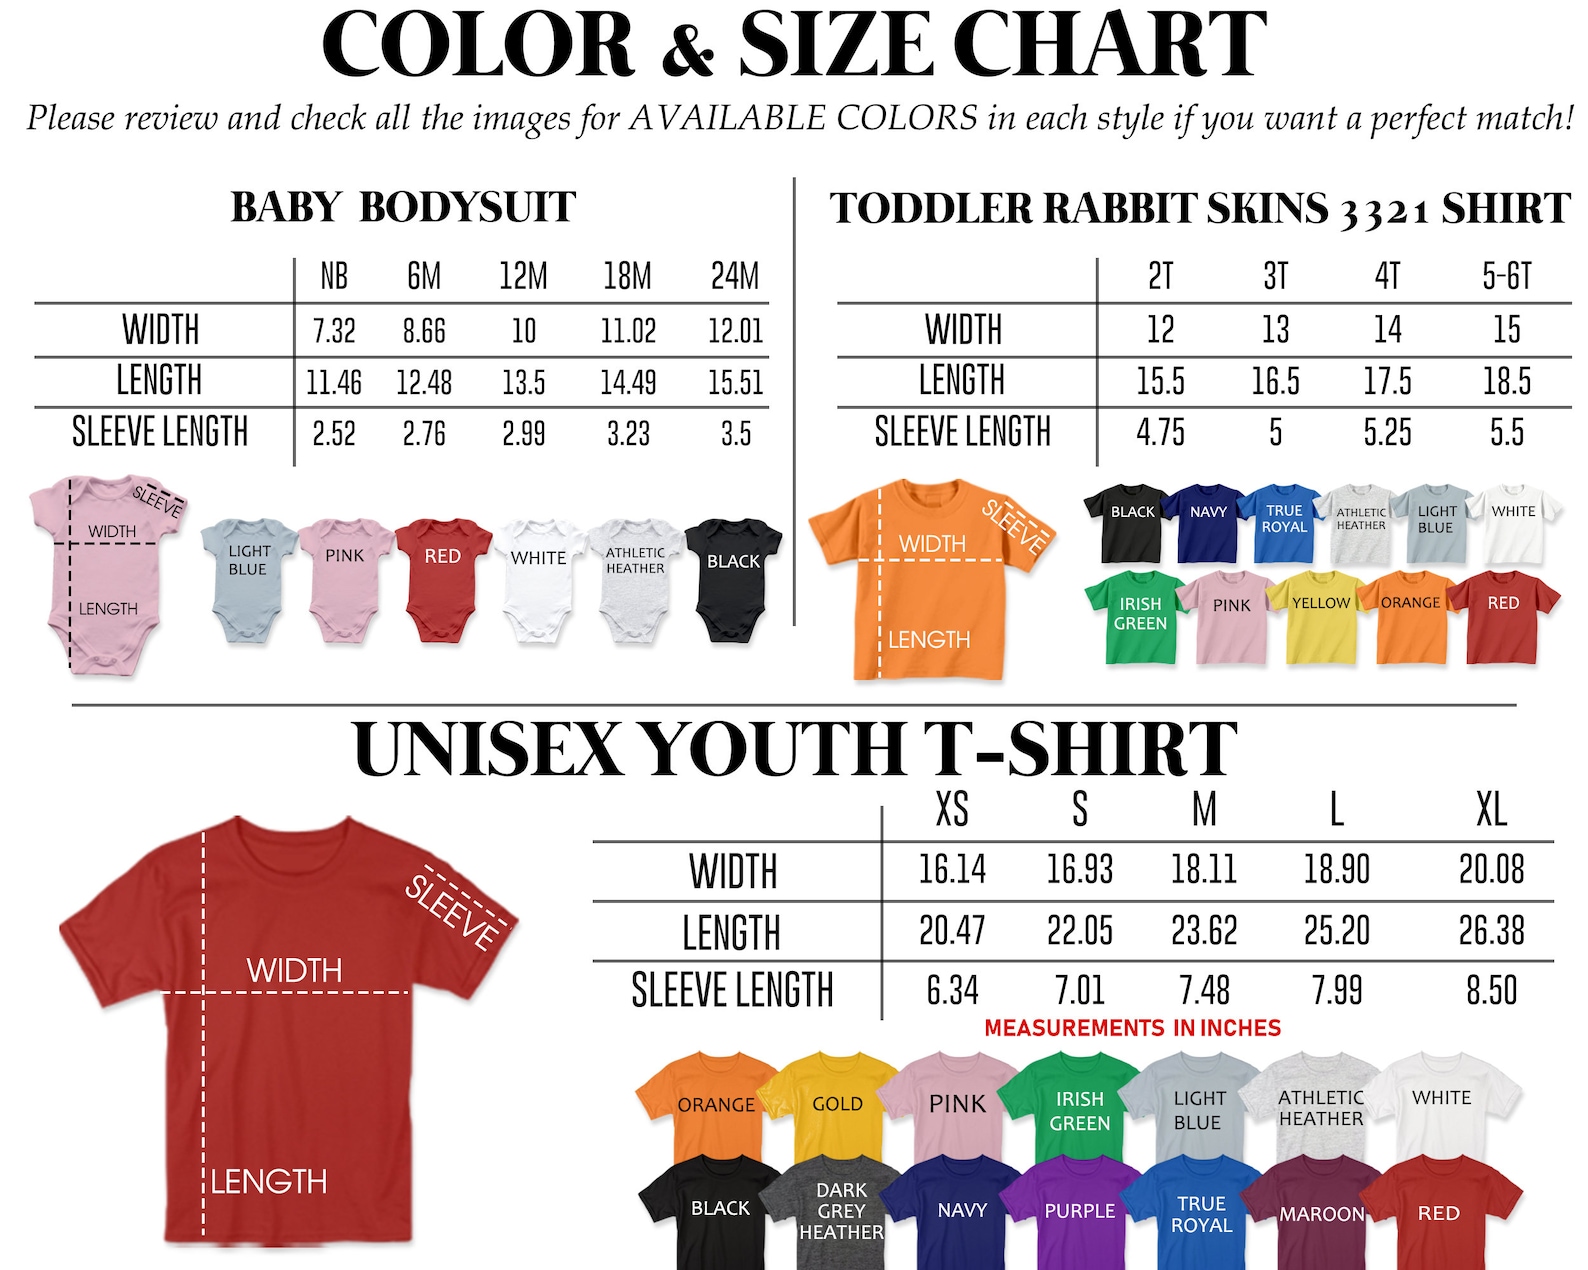 COLOR & SIZE CHART
Please review and check all the images for AVAILABLE COLORS in each style if you want a perfect match!
BABY BODYSUIT
NB 6M 12M 18M 24M
WIDTH 7.32 8.66 10 11.02 12.01
LENGTH 11.46 12.48 13.5 14.49 15.51
SLEEVE LENGTH 2.52 2.76 2.99 3.23 3.5
SLEEVE
WIDTH
LENGTH
LIGHT
BLUE
PINK
RED
WHITE
ATHLETIC
HEATHER
BLACK
TODDLER RABBIT SKINS 3321 SHIRT
2T 3T 4T 5-6T
WIDTH 12 13 14 15
LENGTH 15.5 16.5 17.5 18.5
SLEEVE LENGTH 4.75 5 5.25 5.5
SLEEVE
WIDTH
LENGTH
BLACK
NAVY
TRUE
ROYAL
ATHLETIC
HEATHER
LIGHT
BLUE
WHITE
IRISH
GREEN
PINK
YELLOW
ORANGE
RED
UNISEX YOUTH T-SHIRT
XS S M L XL
WIDTH 16.14 16.93 18.11 18.90 20.08
LENGTH 20.47 22.05 23.62 25.20 26.38
SLEEVE LENGTH 6.34 7.01 7.48 7.99 8.50
MEASUREMENTS IN INCHES
SLEEVE
WIDTH
LENGTH
ORANGE
GOLD
PINK
IRISH
GREEN
LIGHT
BLUE
ATHLETIC
HEATHER
WHITE
BLACK
DARK
GREY
HEATHER
NAVY
PURPLE
TRUE
ROYAL
MAROON
RED